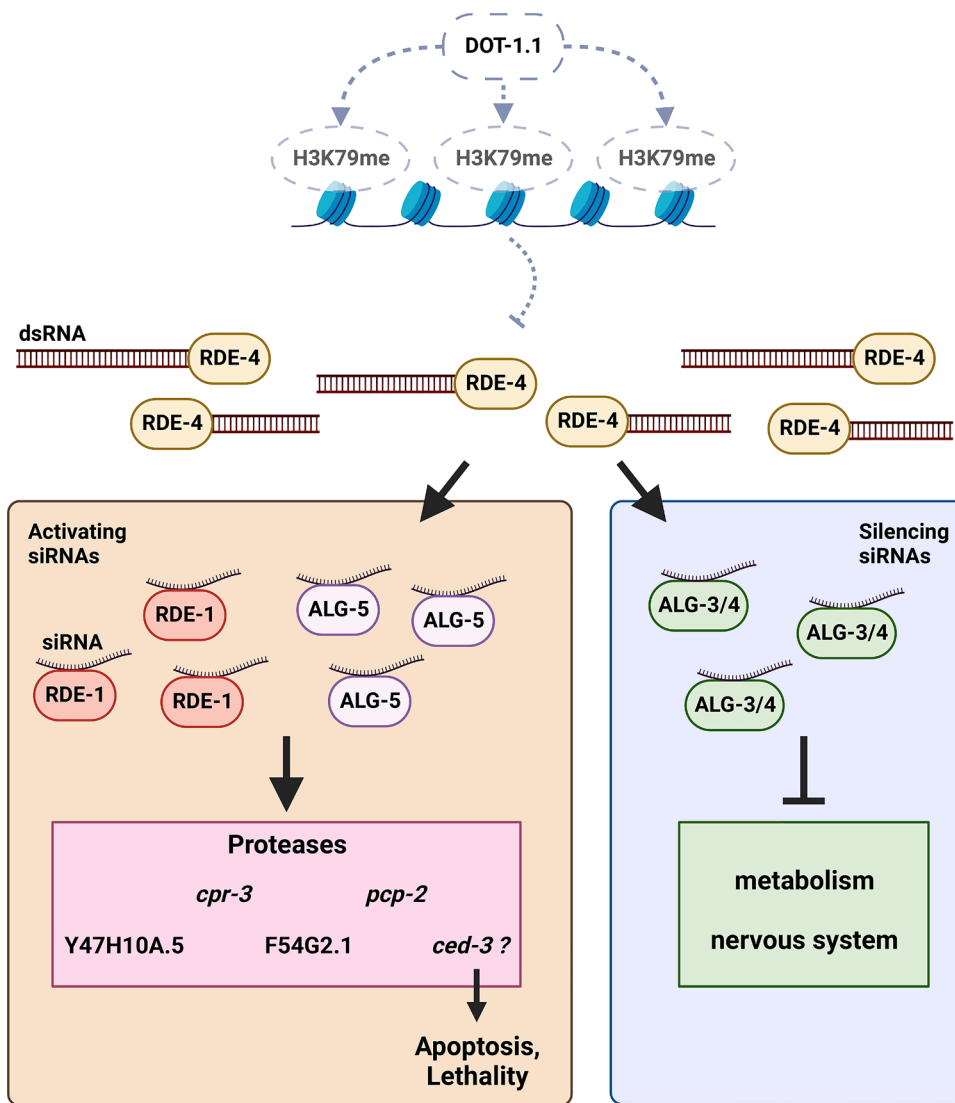 DOT-1.1
H3K79me
H3K79me
H3K79me
dsRNA
RDE-4
RDE-4
RDE-4
RDE-4
RDE-4
RDE-4
Activating
siRNAs
RDE-1
ALG-5
ALG-5
siRNA
RDE-1
RDE-1
ALG-5
Proteases
cpr-3
pcp-2
Y47H10A.5
F54G2.1
ced-3 ?
Apoptosis,
Lethality
Silencing
siRNAs
ALG-3/4
ALG-3/4
ALG-3/4
metabolism
nervous system